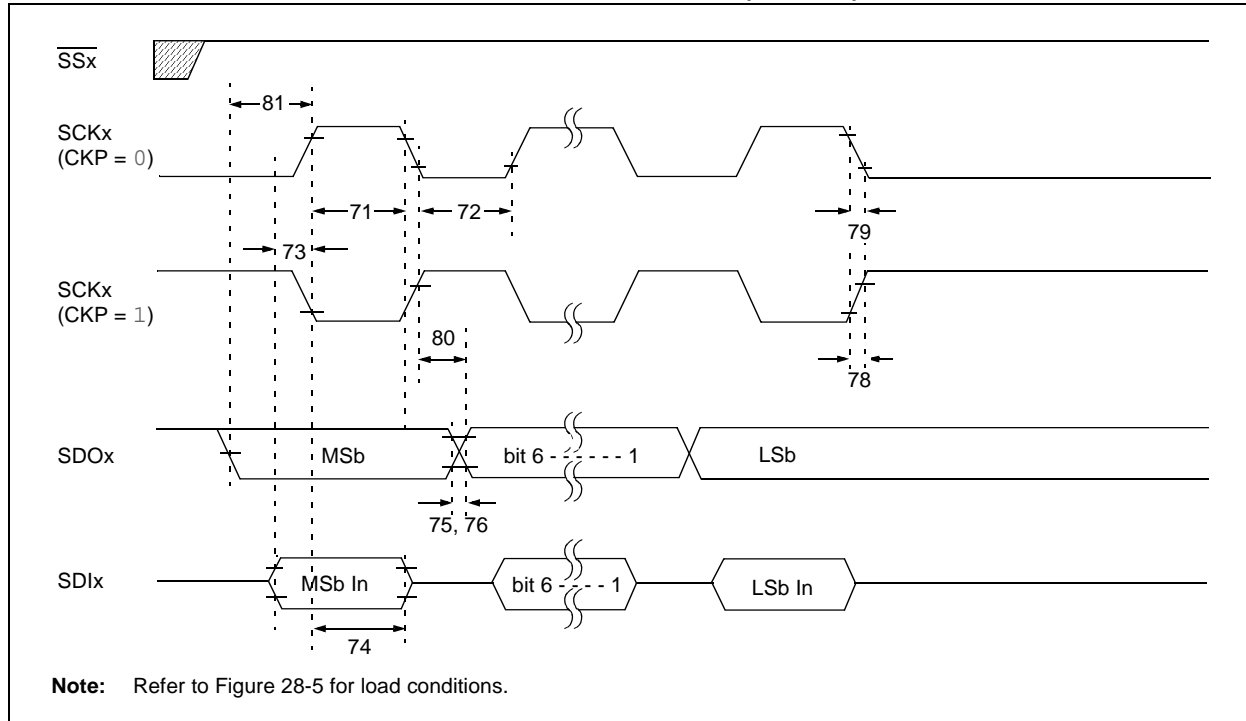 SSx
81
SCKx
(CKP = 0)
71
72
79
73
SCKx
(CKP = 1)
80
78
SDOx
MSb
bit 6 - - - - - - 1
LSb
75, 76
SDIx
MSb In
bit 6 - - - - 1
LSb In
74
Note: Refer to Figure 28-5 for load conditions.